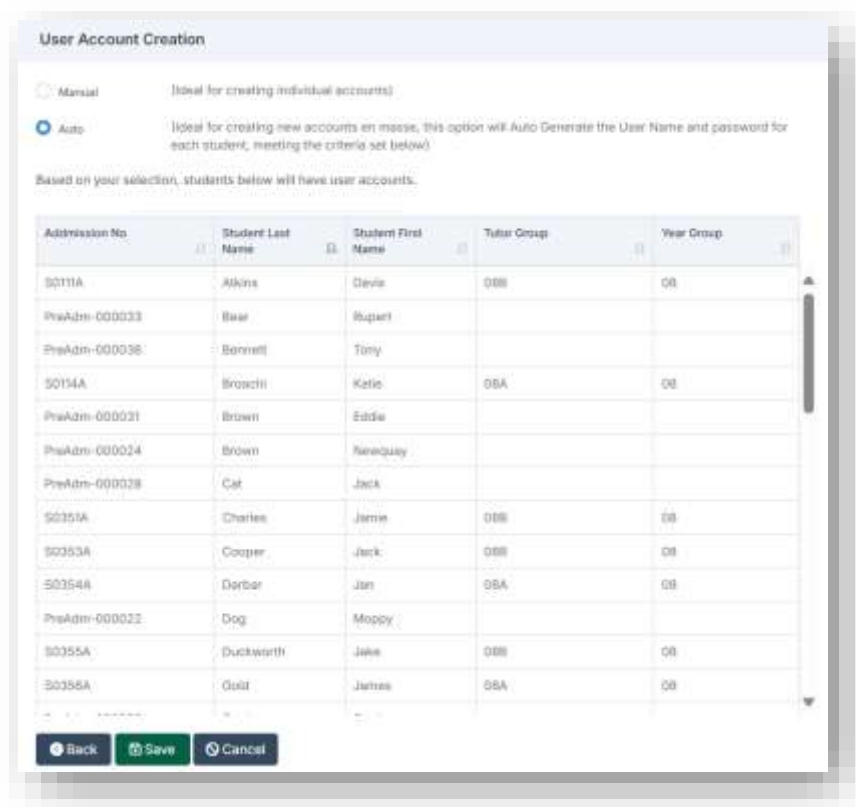 User Account Creation
Manual (Ideal for creating individual accounts)
Auto (Ideal for creating new accounts en masse, this option will Auto Generate the User Name and password for
each student, meeting the criteria set below)
Based on your selection, students below will have user accounts.
Admission No Student Last Name Student First Name Tutor Group Year Group
S0111A Atkins 08B 08
PreAdm-000033 Bear Rupert
PreAdm-000036 Bennett Tony
S0114A Katie 08A 08
PreAdm-000031 Brown Eddie
PreAdm-000024 Brown Newquay
PreAdm-000028 Cat Jack
S0351A Charles Jamie 08B 08
S0353A Cooper Jack 08B 08
S0354A Jan 08A 08
PreAdm-000022 Dog Moppy
S0355A Duckworth Jake 08B 08
S0356A Gold James 08A 08
Back Save Cancel